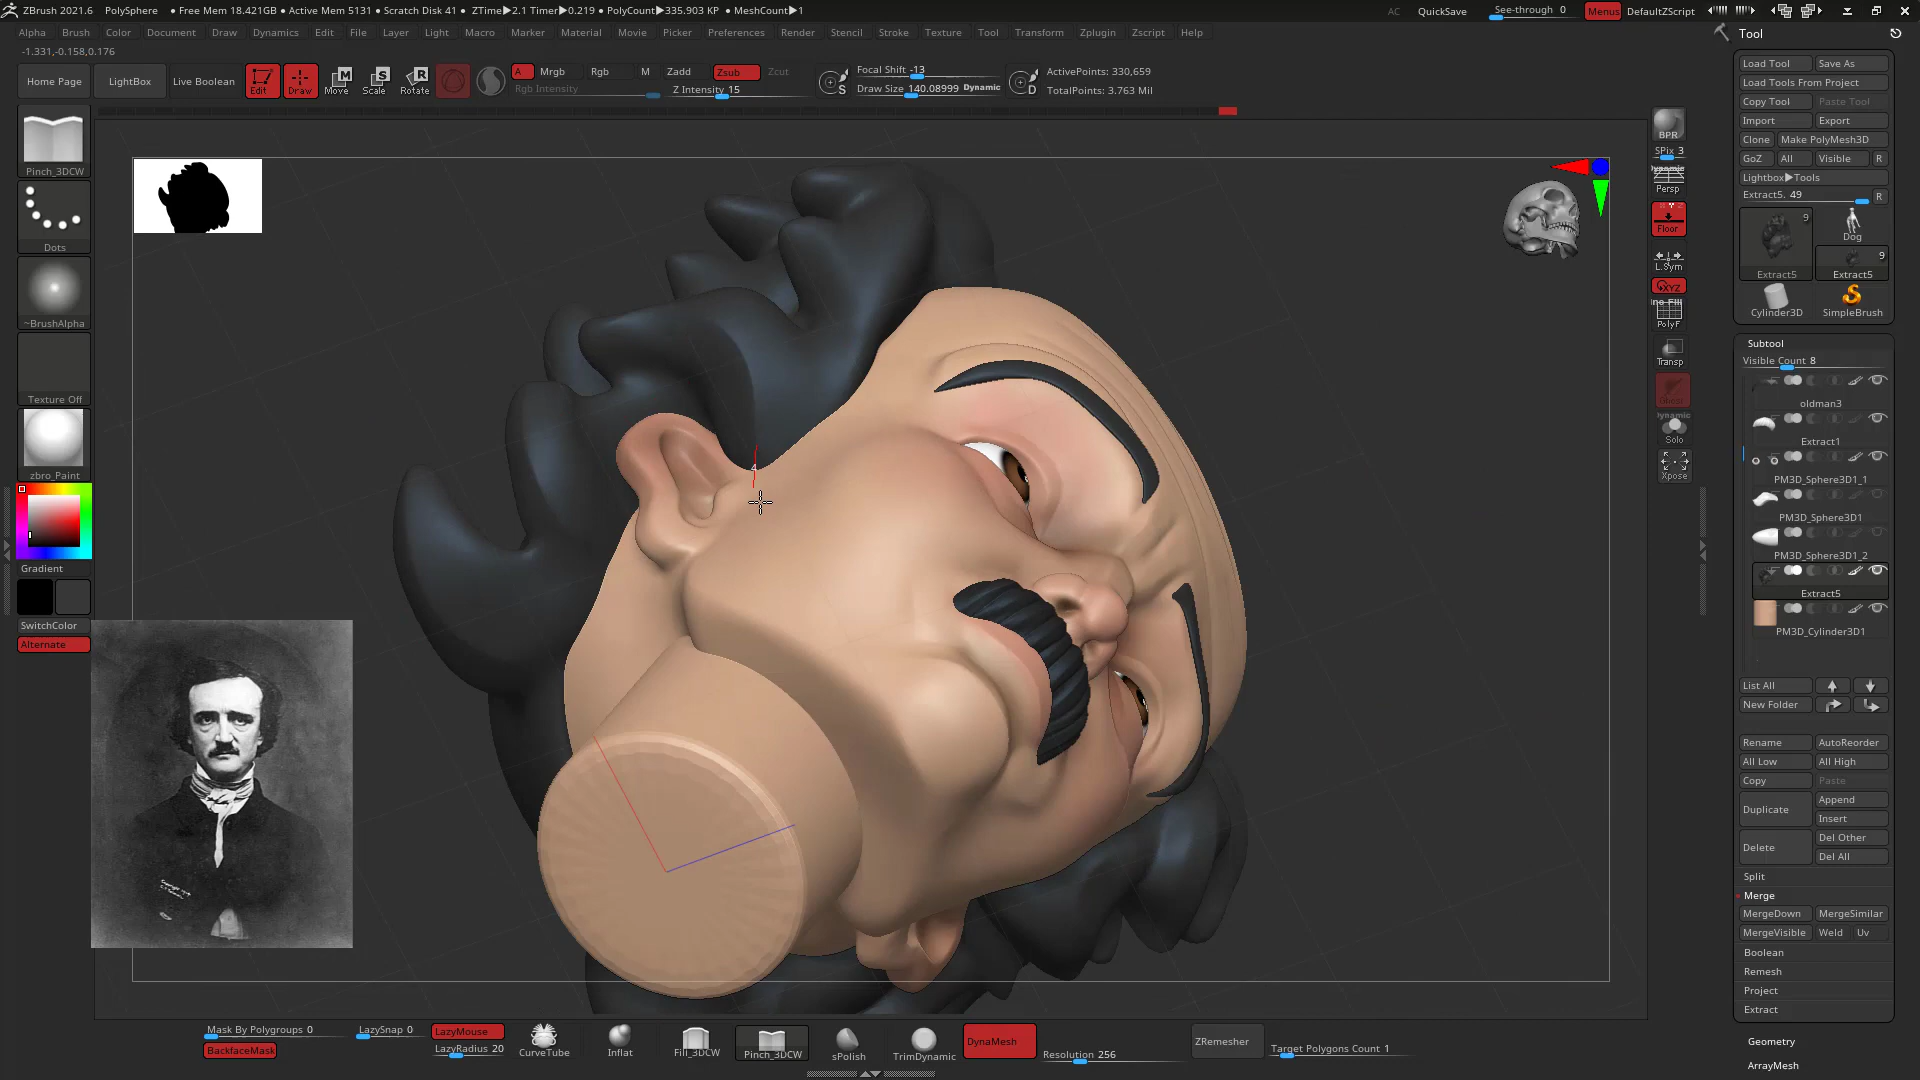 ZBrush 2021.6 PolySphere • Free Mem 18.421GB • Active Mem 5131 • Scratch Disk 41 • ZTime▶2.1 Timer▶0.219 • PolyCount▶335.903 KP • MeshCount▶1 AC QuickSave See-through 0 Menus DefaultZScript
Alpha Brush Color Document Draw Dynamics Edit File Layer Light Macro Marker Material Movie Picker Preferences Render Stencil Stroke Texture Tool Transform Zplugin Zscript Help
-1.331,-0.158,0.176
Home Page LightBox Live Boolean Edit Draw Move Scale Rotate
A Mrgb Rgb M Zadd Zsub Zcut
Rgb Intensity Z Intensity 15
Focal Shift -13
Draw Size 140.08999 Dynamic
ActivePoints: 330,659
TotalPoints: 3.763 Mil
Pinch_3DCW
Dots
~BrushAlpha
Texture Off
zbro_Paint
Gradient
SwitchColor
Alternate
4
BPR
SPix 3
Dynamic
Persp
Floor
L.Sym
XYZ
PolyF
Transp
Ghost
Dynamic
Solo
Xpose
Tool
Load Tool Save As
Load Tools From Project
Copy Tool Paste Tool
Import Export
Clone Make PolyMesh3D
GoZ All Visible R
Lightbox▶Tools
Extract5. 49 R
9
Dog
9
Extract5 Extract5
Cylinder3D SimpleBrush
Subtool
Visible Count 8
oldman3
Extract1
PM3D_Sphere3D1_1
PM3D_Sphere3D1
PM3D_Sphere3D1_2
Extract5
PM3D_Cylinder3D1
List All
New Folder
Rename AutoReorder
All Low All High
Copy Paste
Duplicate Append
Insert
Delete Del Other
Del All
Split
Merge
MergeDown MergeSimilar
MergeVisible Weld Uv
Boolean
Remesh
Project
Extract
Geometry
ArrayMesh
Mask By Polygroups 0
BackfaceMask
LazySnap 0
LazyMouse
LazyRadius 20
CurveTube
Inflat
Fill_3DCW
Pinch_3DCW
sPolish
TrimDynamic
DynaMesh
Resolution 256
ZRemesher
Target Polygons Count 1